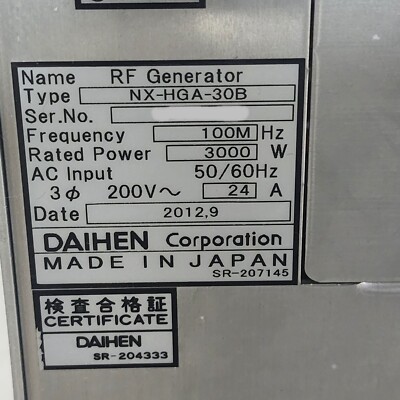 Name RF Generator
Type NX-HGA-30B
Ser.No.
Frequency 100M Hz
Rated Power 3000 W
AC Input 50/60Hz
3φ 200V～ 24 A
Date 2012,9
DAIHEN Corporation
MADE IN JAPAN
SR-207145
検査合格証
CERTIFICATE
DAIHEN
SR-204333